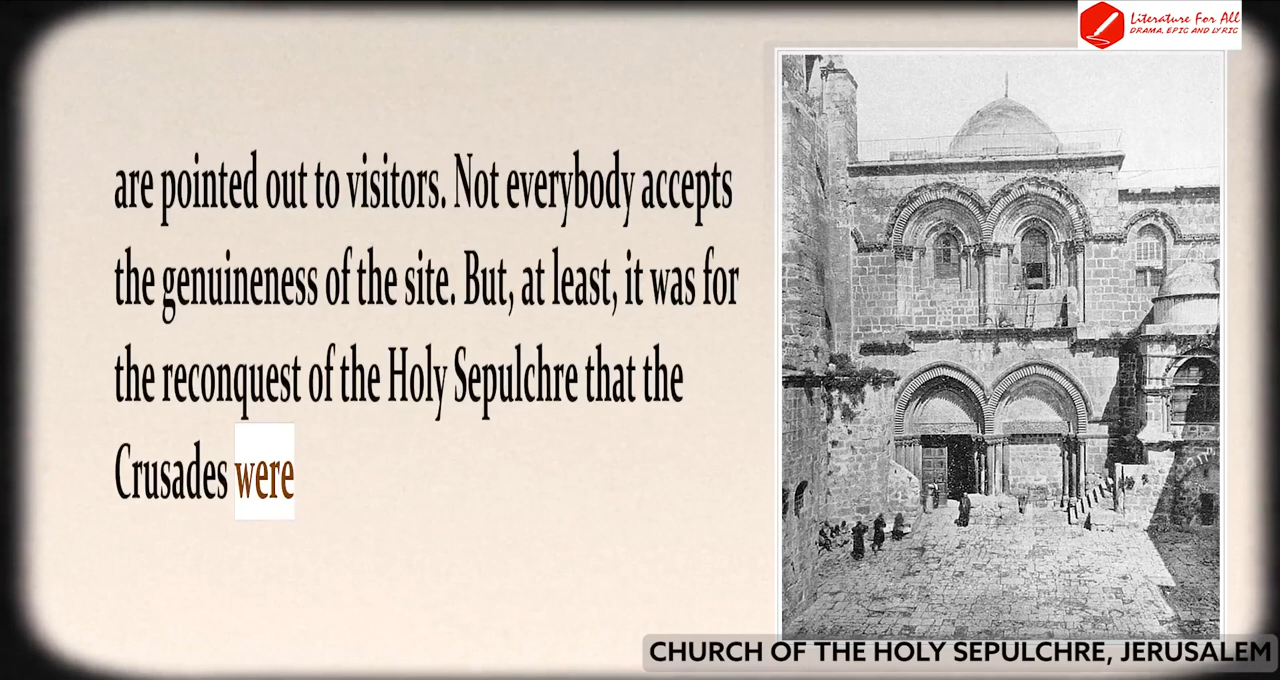 Literature For All
DRAMA, EPIC AND LYRIC
are pointed out to visitors. Not everybody accepts
the genuineness of the site. But, at least, it was for
the reconquest of the Holy Sepulchre that the
Crusades were
CHURCH OF THE HOLY SEPULCHRE, JERUSALEM